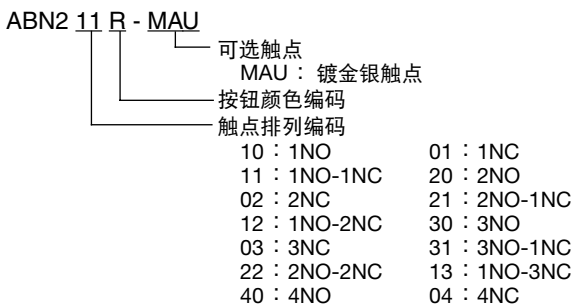 ABN2 11 R - MAU
可选触点
MAU： 镀金银触点
按钮颜色编码
触点排列编码
10：1NO 01：1NC
11：1NO-1NC 20：2NO
02：2NC 21：2NO-1NC
12：1NO-2NC 30：3NO
03：3NC 31：3NO-1NC
22：2NO-2NC 13：1NO-3NC
40：4NO 04：4NC